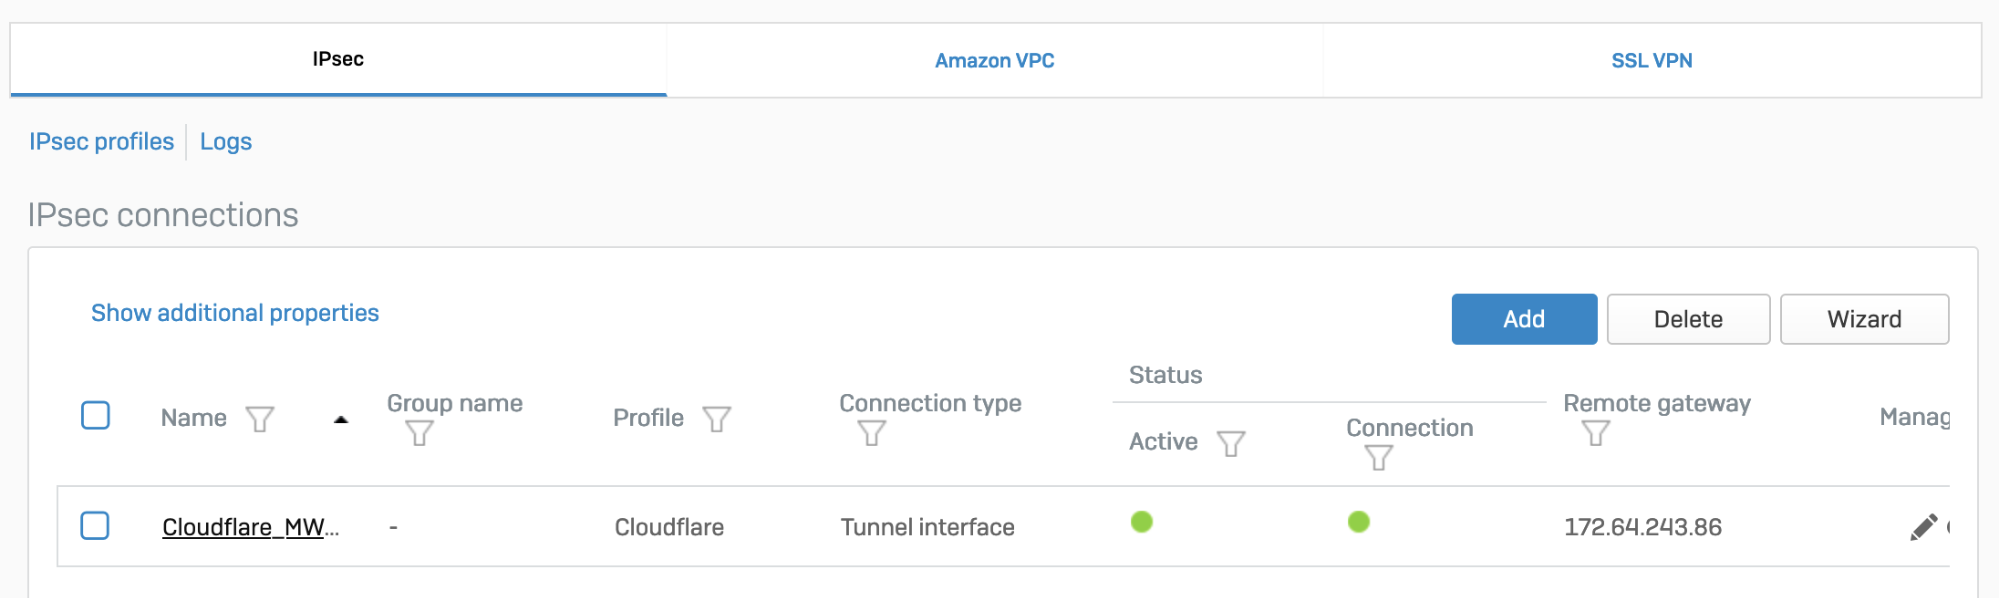 IPsec
Amazon VPC
SSL VPN
IPsec profiles
Logs
IPsec connections
Show additional properties
Add
Delete
Wizard
Status
Name
Group name
Profile
Connection type
Active
Connection
Remote gateway
Manag
Cloudflare_MW...
-
Cloudflare
Tunnel interface
172.64.243.86